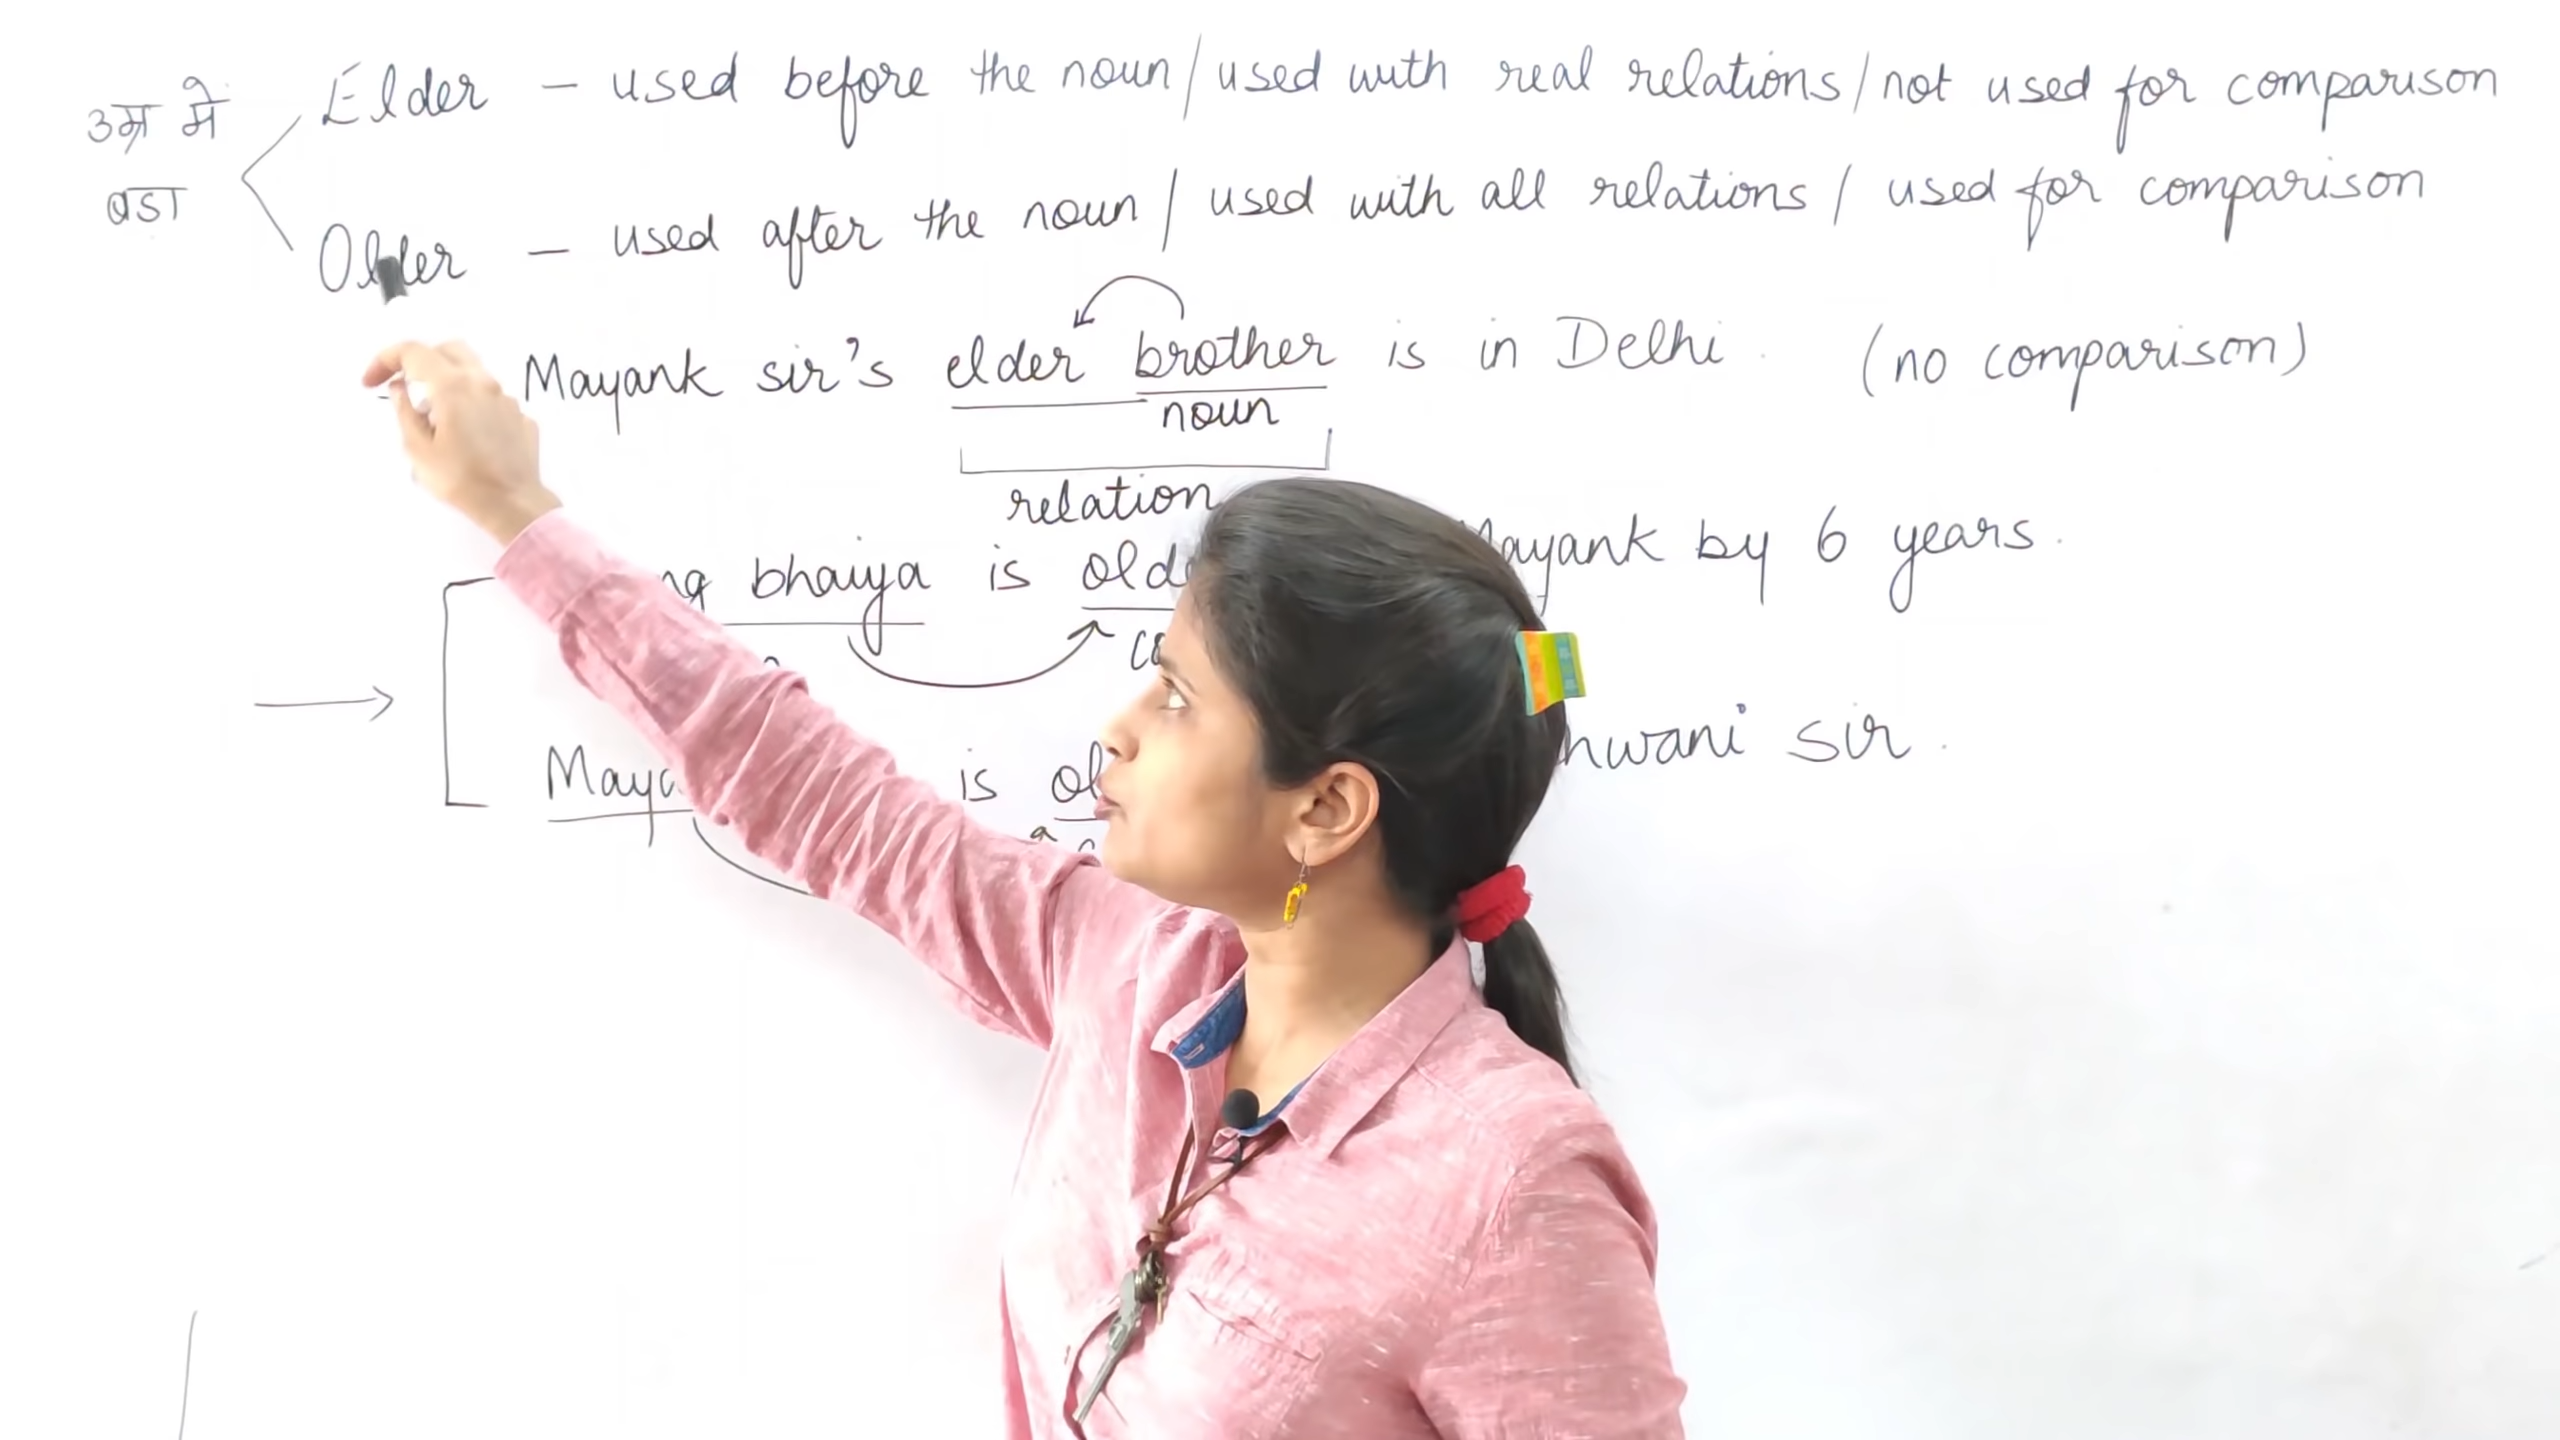 उम्र में Elder – used before the noun / used with real relations / not used for comparison
बड़ा
Older – used after the noun / used with all relations / used for comparison
Mayank sir's elder brother is in Delhi. (no comparison)
noun
relation
bhaiya is Mayank by 6 years.
→ is sir.